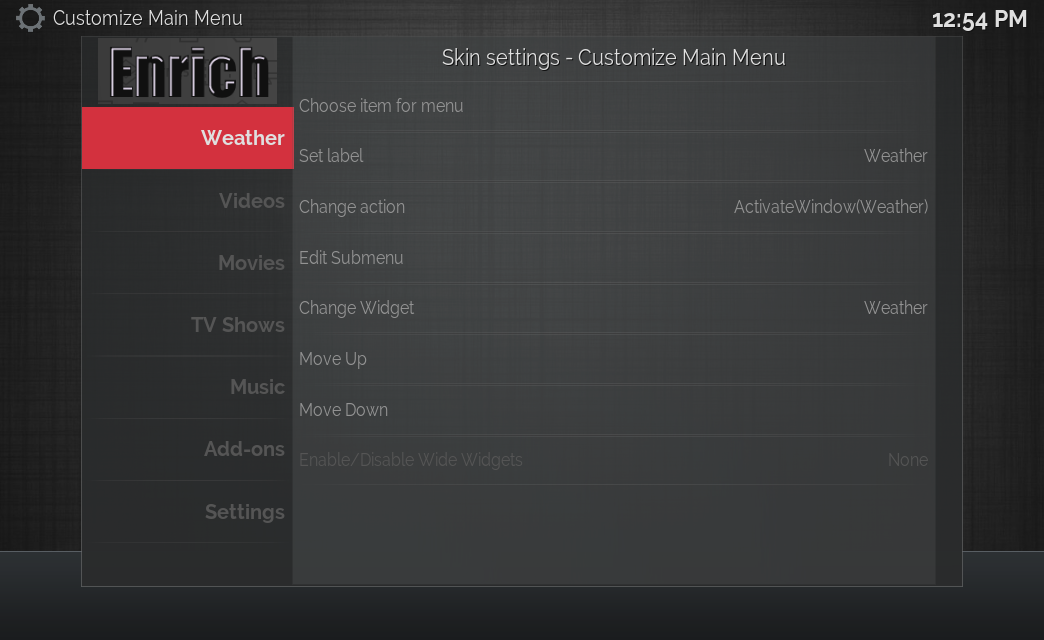 Customize Main Menu
12:54 PM
Enrich
Skin settings - Customize Main Menu
Weather
Videos
Movies
TV Shows
Music
Add-ons
Settings
Choose item for menu
Set label Weather
Change action ActivateWindow(Weather)
Edit Submenu
Change Widget Weather
Move Up
Move Down
Enable/Disable Wide Widgets None